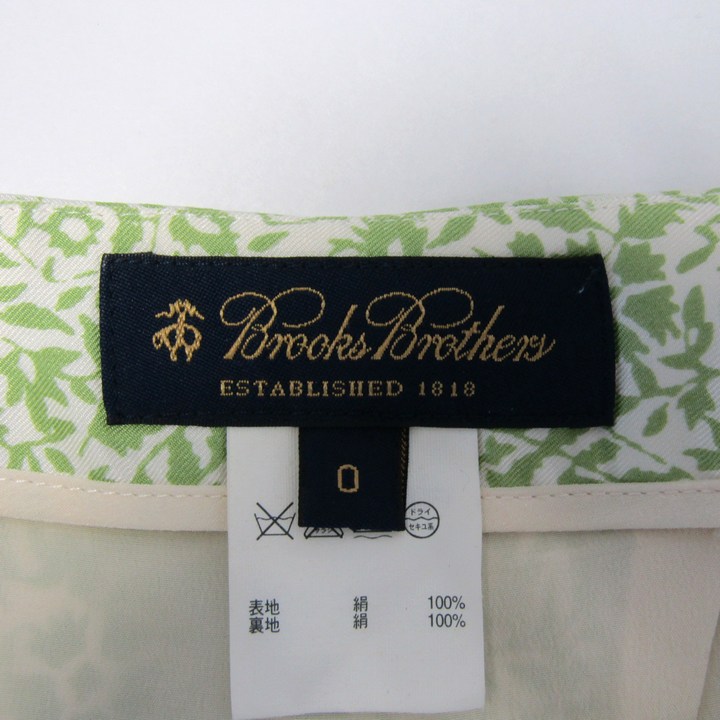 Brooks Brothers
ESTABLISHED 1818
0
ドライ
セキユ系
表地 絹 100%
裏地 絹 100%